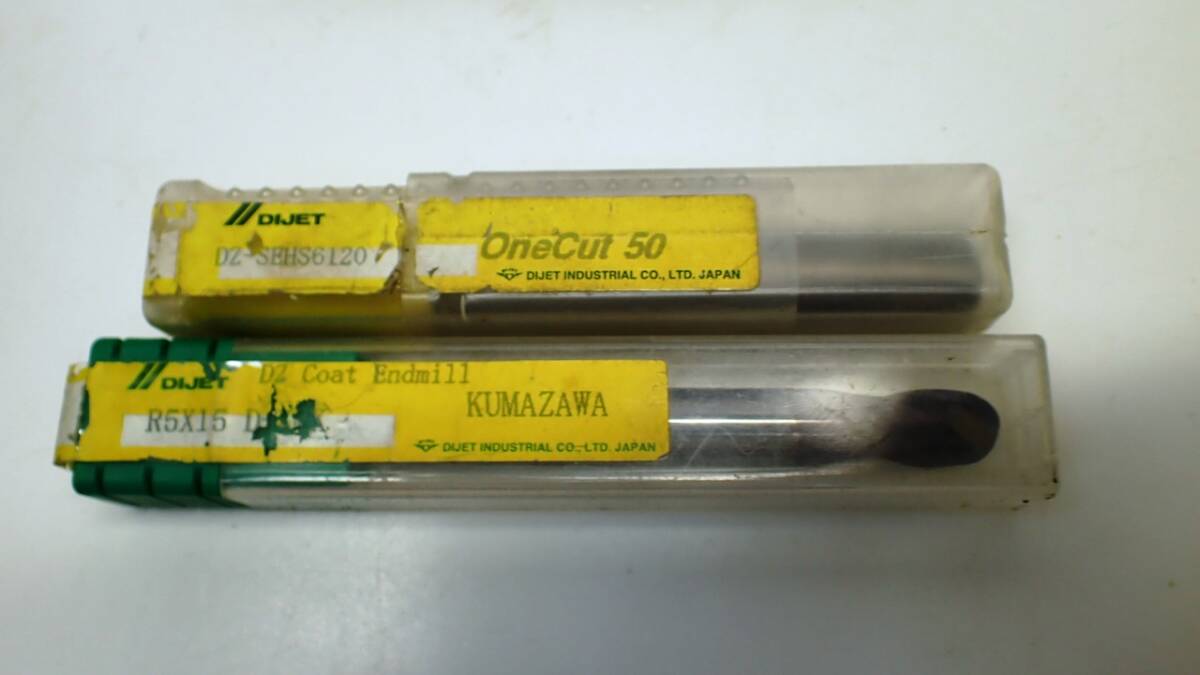 DIJET
DZ-SEHS6120
OneCut 50
DIJET INDUSTRIAL CO., LTD. JAPAN
DIJET
DZ Coat Endmill
R5X15
KUMAZAWA
DIJET INDUSTRIAL CO., LTD. JAPAN